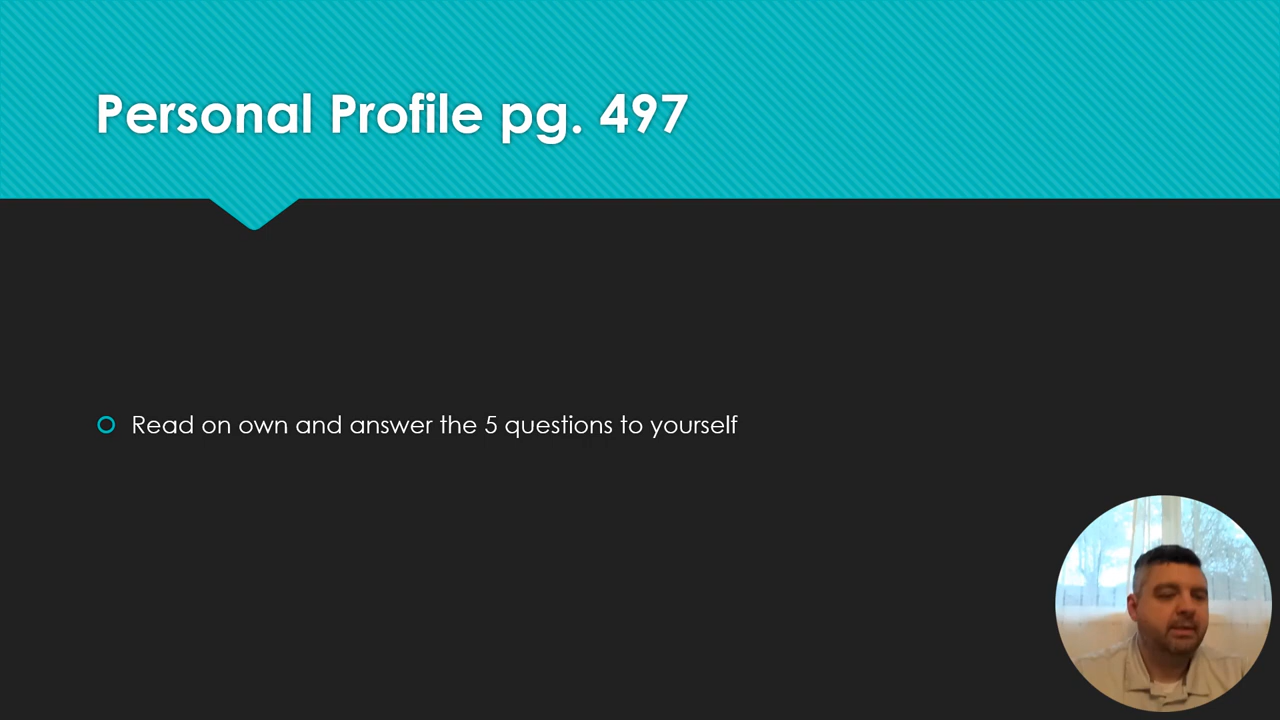 Personal Profile pg. 497
Read on own and answer the 5 questions to yourself